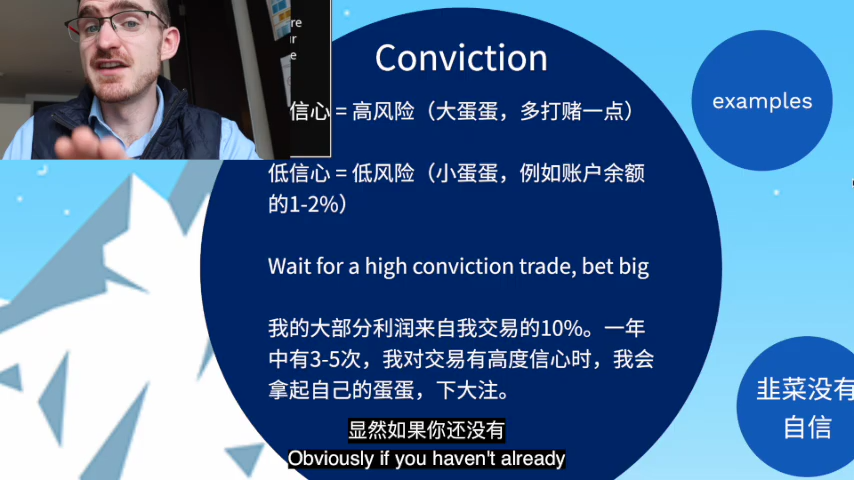 re
ır
e
Conviction
信心 = 高风险（大蛋蛋，多打赌一点）
低信心 = 低风险（小蛋蛋，例如账户余额
的1-2%）
Wait for a high conviction trade, bet big
我的大部分利润来自我交易的10%。一年
中有3-5次，我对交易有高度信心时，我会
拿起自己的蛋蛋，下大注。
examples
韭菜没有
自信
显然如果你还没有
Obviously if you haven't already